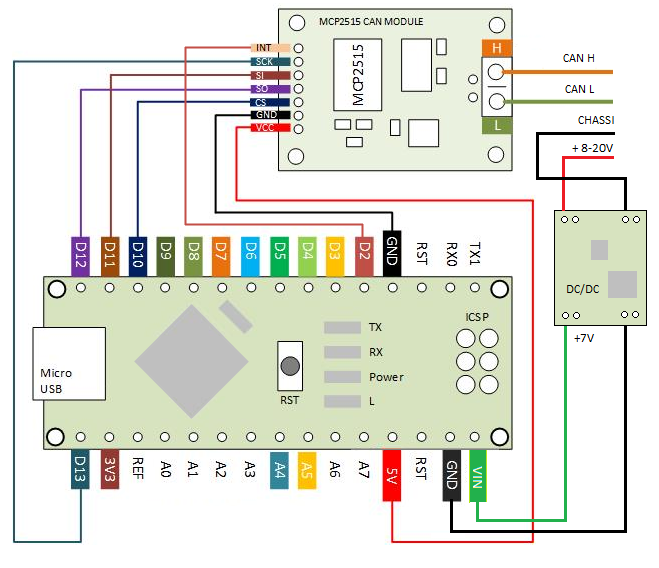 MCP2515 CAN MODULE
INT
SCK
SI
SO
CS
GND
VCC
MCP2515
H
L
CAN H
CAN L
CHASSI
+ 8-20V
DC/DC
+7V
D12
D11
D10
D9
D8
D7
D6
D5
D4
D3
D2
GND
RST
RX0
TX1
Micro
USB
RST
TX
RX
Power
L
ICSP
D13
3V3
REF
A0
A1
A2
A3
A4
A5
A6
A7
5V
RST
GND
VIN